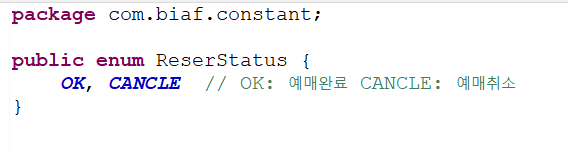 package com.biaf.constant;
public enum ReserStatus {
OK, CANCLE // OK: 예매완료 CANCLE: 예매취소
}